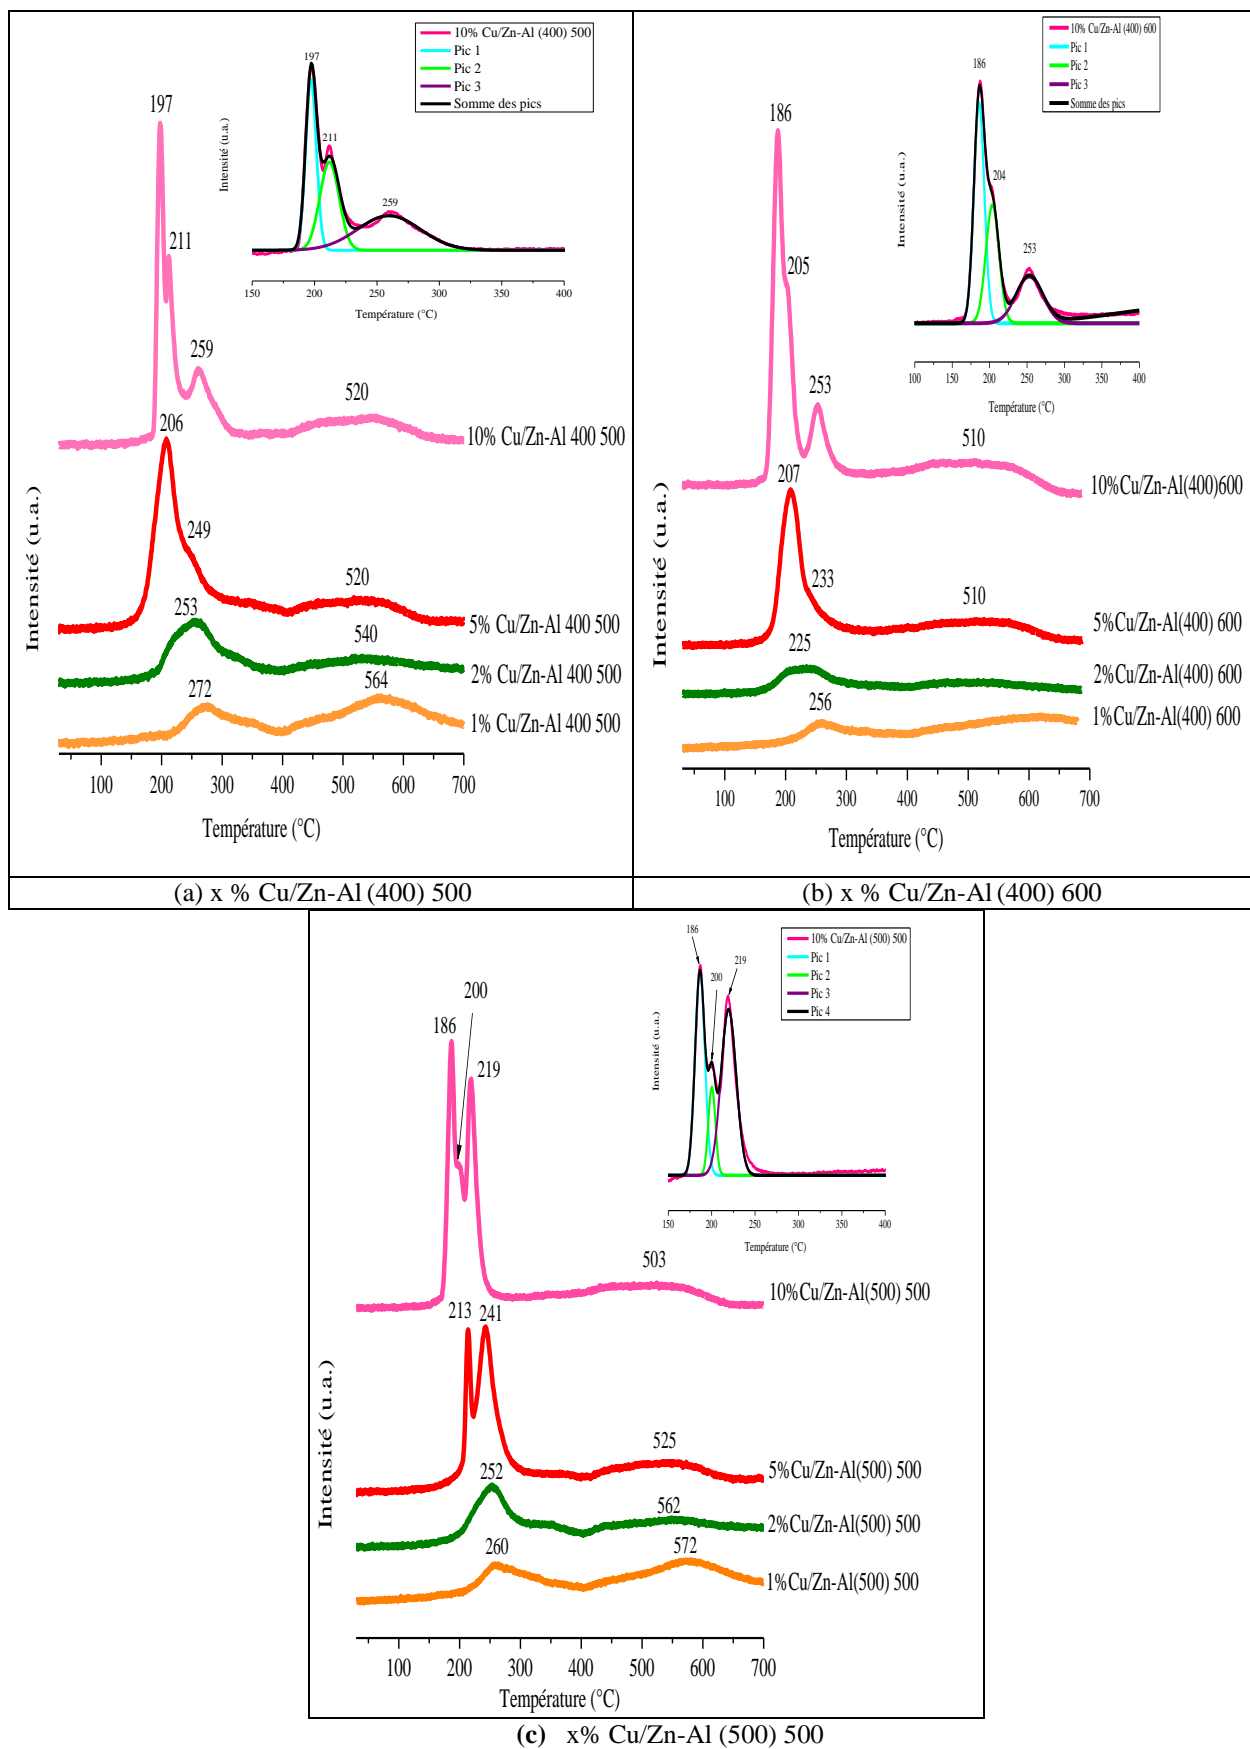 10% Cu/Zn-Al (400) 500
Pic 1
Pic 2
Pic 3
Somme des pics
197
211
259
Intensité (u.a.)
150 200 250 300 350 400
Température (°C)
197
211
259
520
10% Cu/Zn-Al 400 500
206
249
520
5% Cu/Zn-Al 400 500
253
540
2% Cu/Zn-Al 400 500
272
564
1% Cu/Zn-Al 400 500
Intensité (u.a.)
100 200 300 400 500 600 700
Température (°C)
(a) x % Cu/Zn-Al (400) 500
10% Cu/Zn-Al (400) 600
Pic 1
Pic 2
Pic 3
Somme des pics
186
204
253
Intensité (u.a.)
100 150 200 250 300 350 400
Température (°C)
186
205
253
510
10%Cu/Zn-Al(400)600
207
233
510
5%Cu/Zn-Al(400) 600
225
2%Cu/Zn-Al(400) 600
256
1%Cu/Zn-Al(400) 600
Intensité (u.a.)
100 200 300 400 500 600 700
Température (°C)
(b) x % Cu/Zn-Al (400) 600
10% Cu/Zn-Al (500) 500
Pic 1
Pic 2
Pic 3
Pic 4
186
200
219
Intensité (u.a.)
150 200 250 300 350 400
Température (°C)
186
200
219
503
10%Cu/Zn-Al(500) 500
213 241
525
5%Cu/Zn-Al(500) 500
252
562
2%Cu/Zn-Al(500) 500
260
572
1%Cu/Zn-Al(500) 500
Intensité (u.a.)
100 200 300 400 500 600 700
Température (°C)
(c) x% Cu/Zn-Al (500) 500